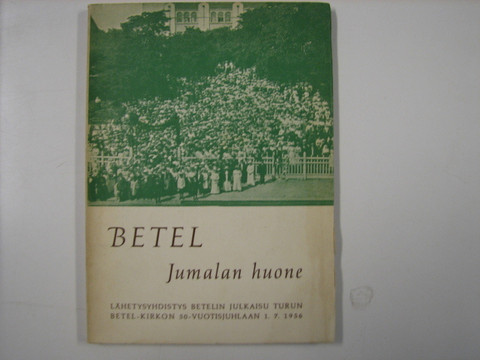 BETEL
Jumalan huone
LÄHETYSYHDISTYS BETELIN JULKAISU TURUN
BETEL-KIRKON 50-VUOTISJUHLAAN 1. 7. 1956